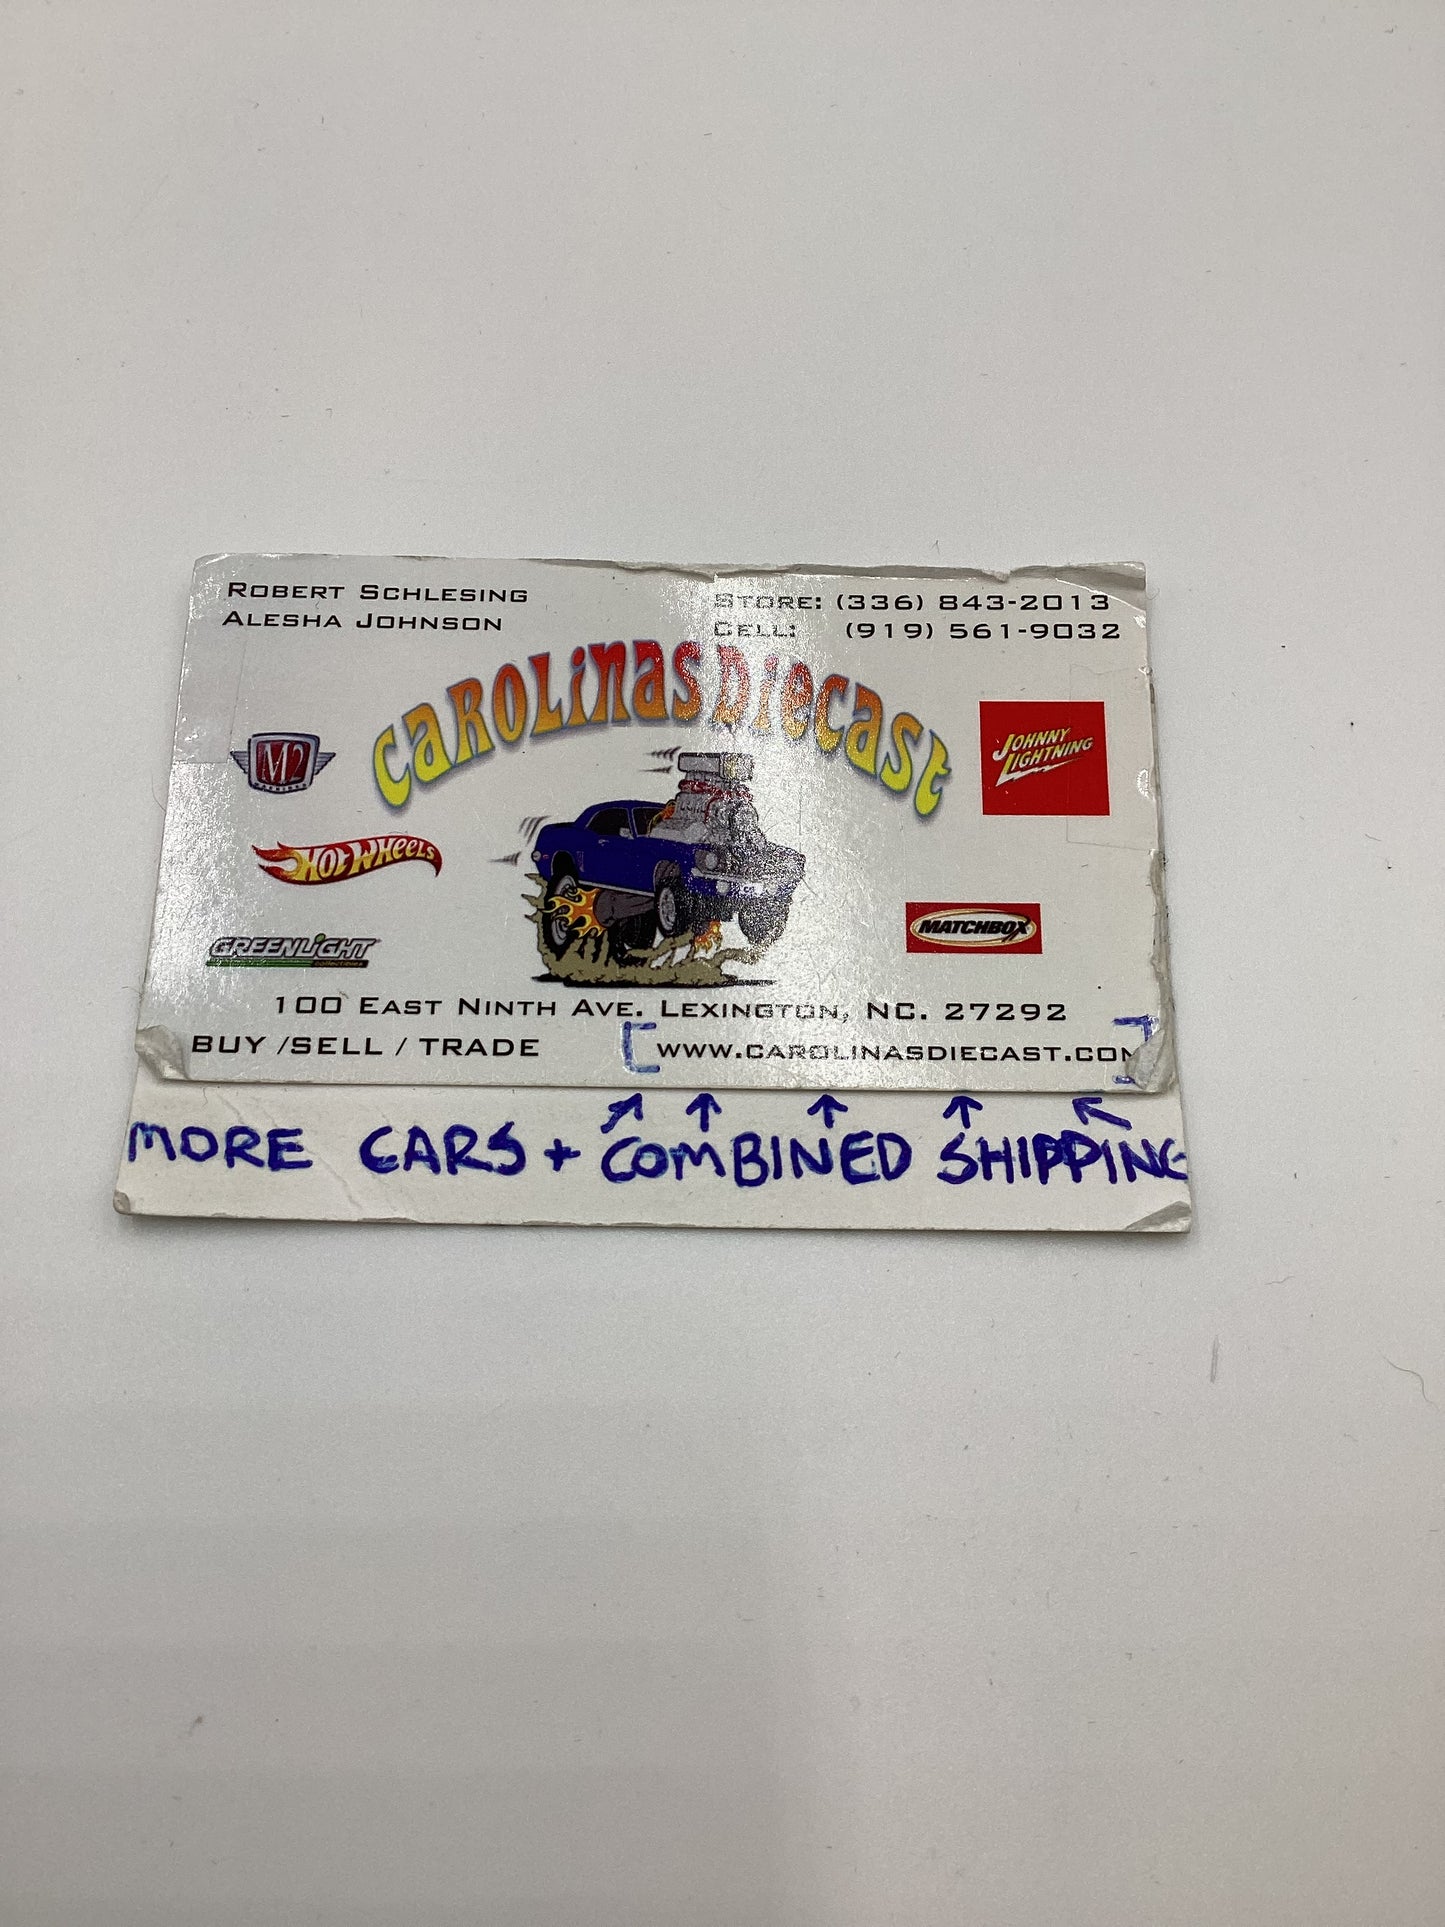 ROBERT SCHLESING
ALESHA JOHNSON
STORE: (336) 843-2013
CELL: (919) 561-9032
CAROLINAS DIECAST
M2
JOHNNY LIGHTNING
HOT WHEELS
GREENLIGHT
MATCHBOX
100 EAST NINTH AVE. LEXINGTON, NC. 27292
BUY /SELL / TRADE
WWW.CAROLINASDIECAST.COM
MORE CARS + COMBINED SHIPPING